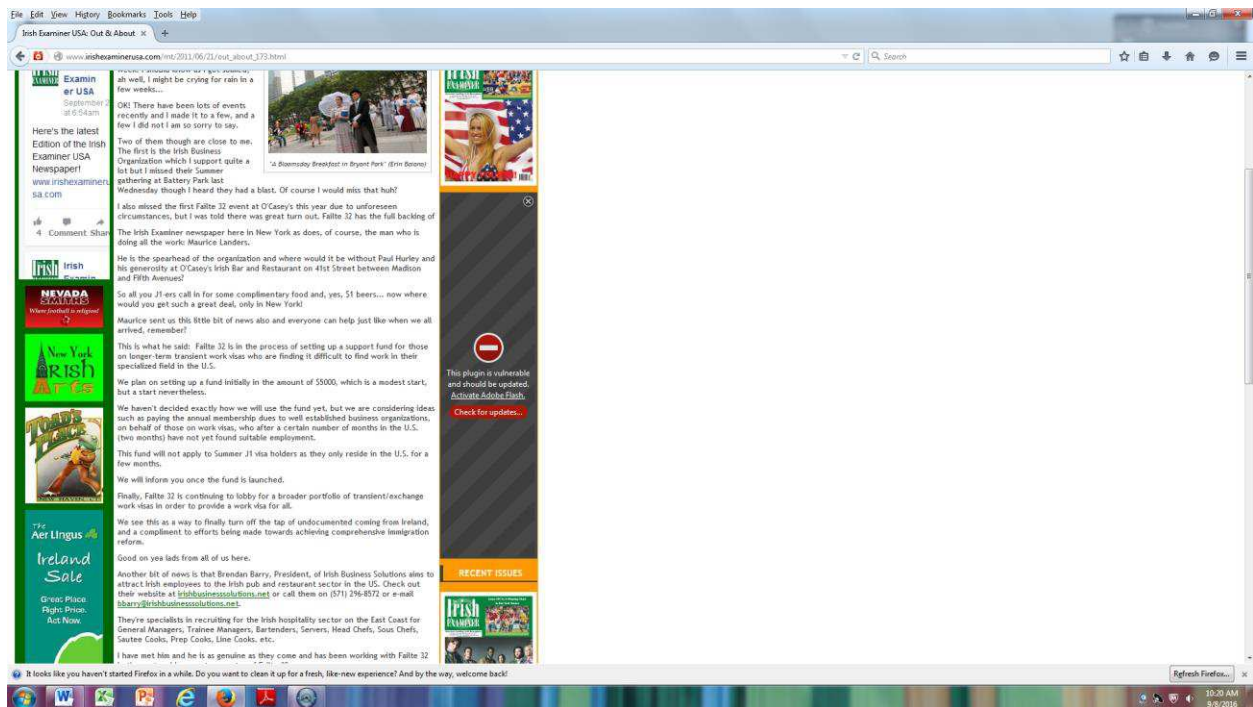 File Edit View History Bookmarks Tools Help
Irish Examiner USA: Out & About
www.irishexaminerusa.com/mt/2011/06/21/out_about_173.html
Search
Examin
er USA
September 2
at 6:54am
Here's the latest
Edition of the Irish
Examiner USA
Newspaper!
www.irishexamineru
sa.com
4 Comment Share
Irish
NEVADA
SMITHS
Where football is religion!
New York
IRISH
ARTS
TOAD'S
PLACE
Aer Lingus
Ireland
Sale
Great Place.
Right Price.
Act Now.
ah well, I might be crying for rain in a
few weeks...
OK! There have been lots of events
recently and I made it to a few, and a
few I did not I am so sorry to say.
Two of them though are close to me.
The first is the Irish Business
Organization which I support quite a
lot but I missed their Summer
gathering at Battery Park last
Wednesday though I heard they had a blast. Of course I would miss that huh?
"A Bloomsday Breakfast in Bryant Park" (Erin Baiano)
I also missed the first Failte 32 event at O'Casey's this year due to unforeseen
circumstances, but I was told there was great turn out. Failte 32 has the full backing of
The Irish Examiner newspaper here in New York as does, of course, the man who is
doing all the work: Maurice Landers.
He is the spearhead of the organization and where would it be without Paul Hurley and
his generosity at O'Casey's Irish Bar and Restaurant on 41st Street between Madison
and Fifth Avenues?
So all you J1-ers call in for some complimentary food and, yes, $1 beers... now where
would you get such a great deal, only in New York!
Maurice sent us this little bit of news also and everyone can help just like when we all
arrived, remember?
This is what he said: Failte 32 is in the process of setting up a support fund for those
on longer-term transient work visas who are finding it difficult to find work in their
specialized field in the U.S.
We plan on setting up a fund initially in the amount of $5000, which is a modest start,
but a start nevertheless.
We haven't decided exactly how we will use the fund yet, but we are considering ideas
such as paying the annual membership dues to well established business organizations,
on behalf of those on work visas, who after a certain number of months in the U.S.
(two months) have not yet found suitable employment.
This fund will not apply to Summer J1 visa holders as they only reside in the U.S. for a
few months.
We will inform you once the fund is launched.
Finally, Failte 32 is continuing to lobby for a broader portfolio of transient/exchange
work visas in order to provide a work visa for all.
We see this as a way to finally turn off the tap of undocumented coming from Ireland,
and a compliment to efforts being made towards achieving comprehensive immigration
reform.
Good on yea lads from all of us here.
Another bit of news is that Brendan Barry, President, of Irish Business Solutions aims to
attract Irish employees to the Irish pub and restaurant sector in the US. Check out
their website at irishbusinesssolutions.net or call them on (571) 296-8572 or e-mail
bbarry@irishbusinesssolutions.net.
They're specialists in recruiting for the Irish hospitality sector on the East Coast for
General Managers, Trainee Managers, Bartenders, Servers, Head Chefs, Sous Chefs,
Sautee Cooks, Prep Cooks, Line Cooks. etc.
I have met him and he is as genuine as they come and has been working with Failte 32
This plugin is vulnerable
and should be updated.
Activate Adobe Flash.
Check for updates...
RECENT ISSUES
Irish
EXAMINER
It looks like you haven't started Firefox in a while. Do you want to clean it up for a fresh, like-new experience? And by the way, welcome back!
Refresh Firefox...
10:20 AM
9/8/2016